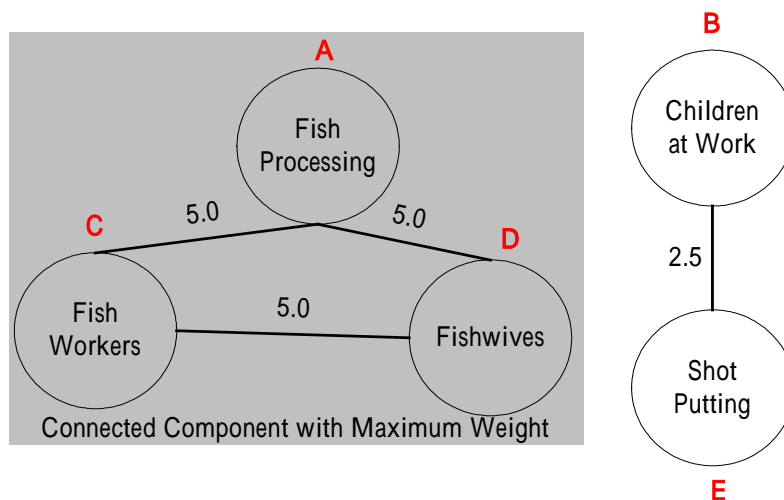 A
Fish
Processing
5.0
5.0
C
D
Fish
Workers
5.0
Fishwives
Connected Component with Maximum Weight
B
Children
at Work
2.5
Shot
Putting
E